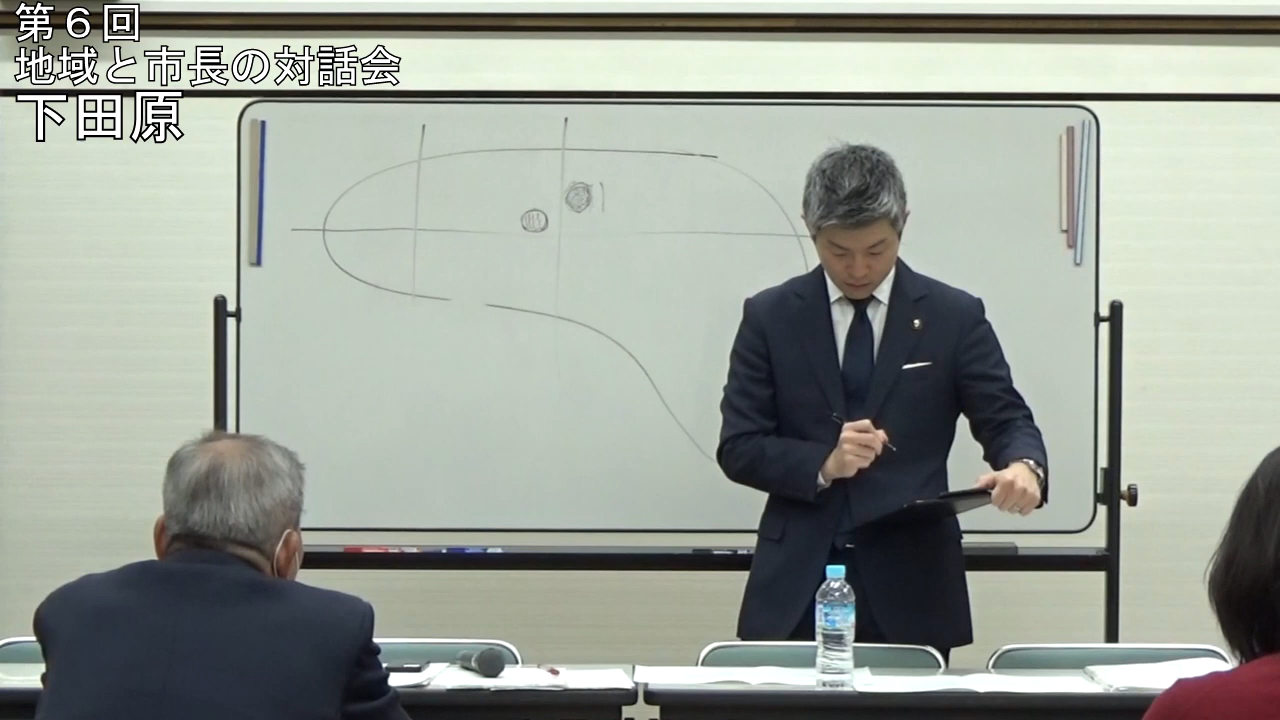 第６回
地域と市長の対話会
下田原